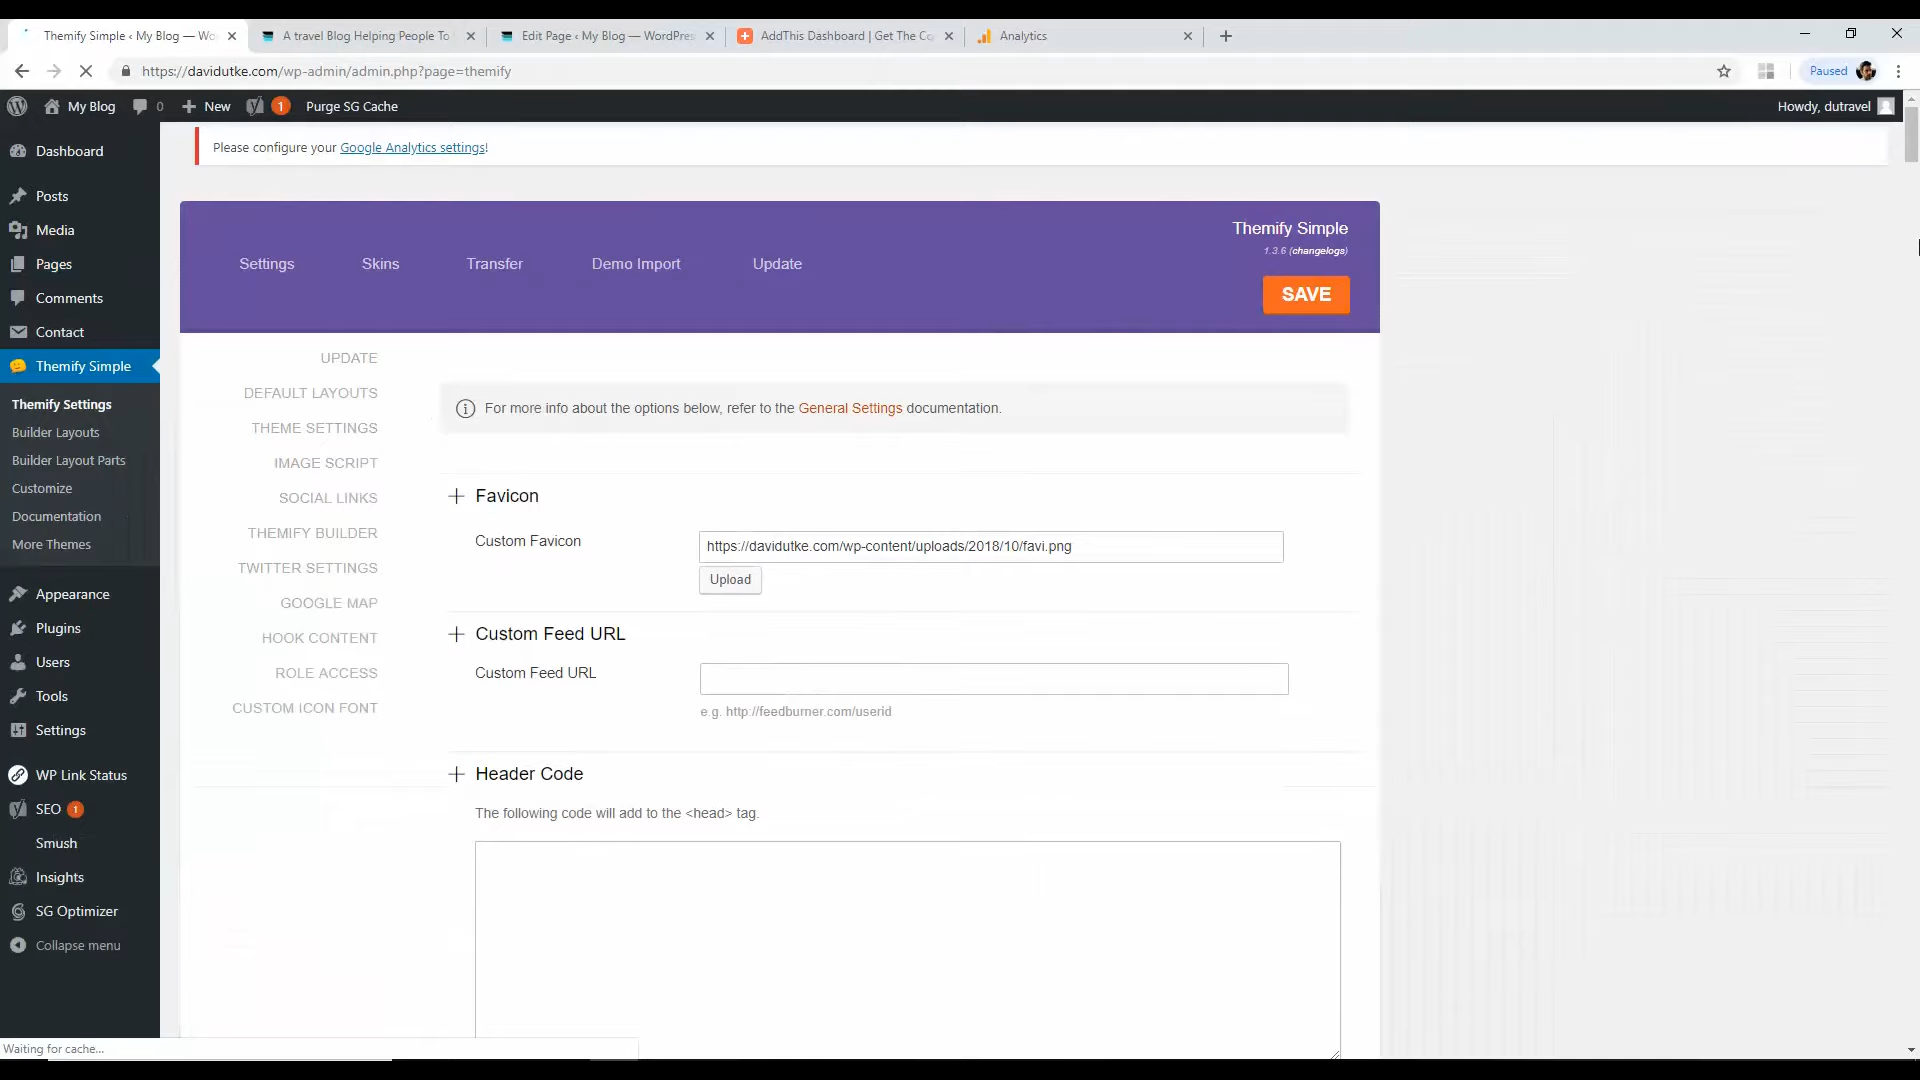 Themify Simple ‹ My Blog — Wo
A travel Blog Helping People To
Edit Page ‹ My Blog — WordPres
AddThis Dashboard | Get The Co
Analytics
https://davidutke.com/wp-admin/admin.php?page=themify
Paused
My Blog
0
New
1
Purge SG Cache
Howdy, dutravel
Please configure your Google Analytics settings!
Dashboard
Posts
Media
Pages
Comments
Contact
Themify Simple
Themify Settings
Builder Layouts
Builder Layout Parts
Customize
Documentation
More Themes
Appearance
Plugins
Users
Tools
Settings
WP Link Status
SEO 1
Smush
Insights
SG Optimizer
Collapse menu
Settings
Skins
Transfer
Demo Import
Update
Themify Simple
1.3.6 (changelogs)
SAVE
UPDATE
DEFAULT LAYOUTS
THEME SETTINGS
IMAGE SCRIPT
SOCIAL LINKS
THEMIFY BUILDER
TWITTER SETTINGS
GOOGLE MAP
HOOK CONTENT
ROLE ACCESS
CUSTOM ICON FONT
For more info about the options below, refer to the General Settings documentation.
Favicon
Custom Favicon
https://davidutke.com/wp-content/uploads/2018/10/favi.png
Upload
Custom Feed URL
Custom Feed URL
e.g. http://feedburner.com/userid
Header Code
The following code will add to the <head> tag.
Waiting for cache...